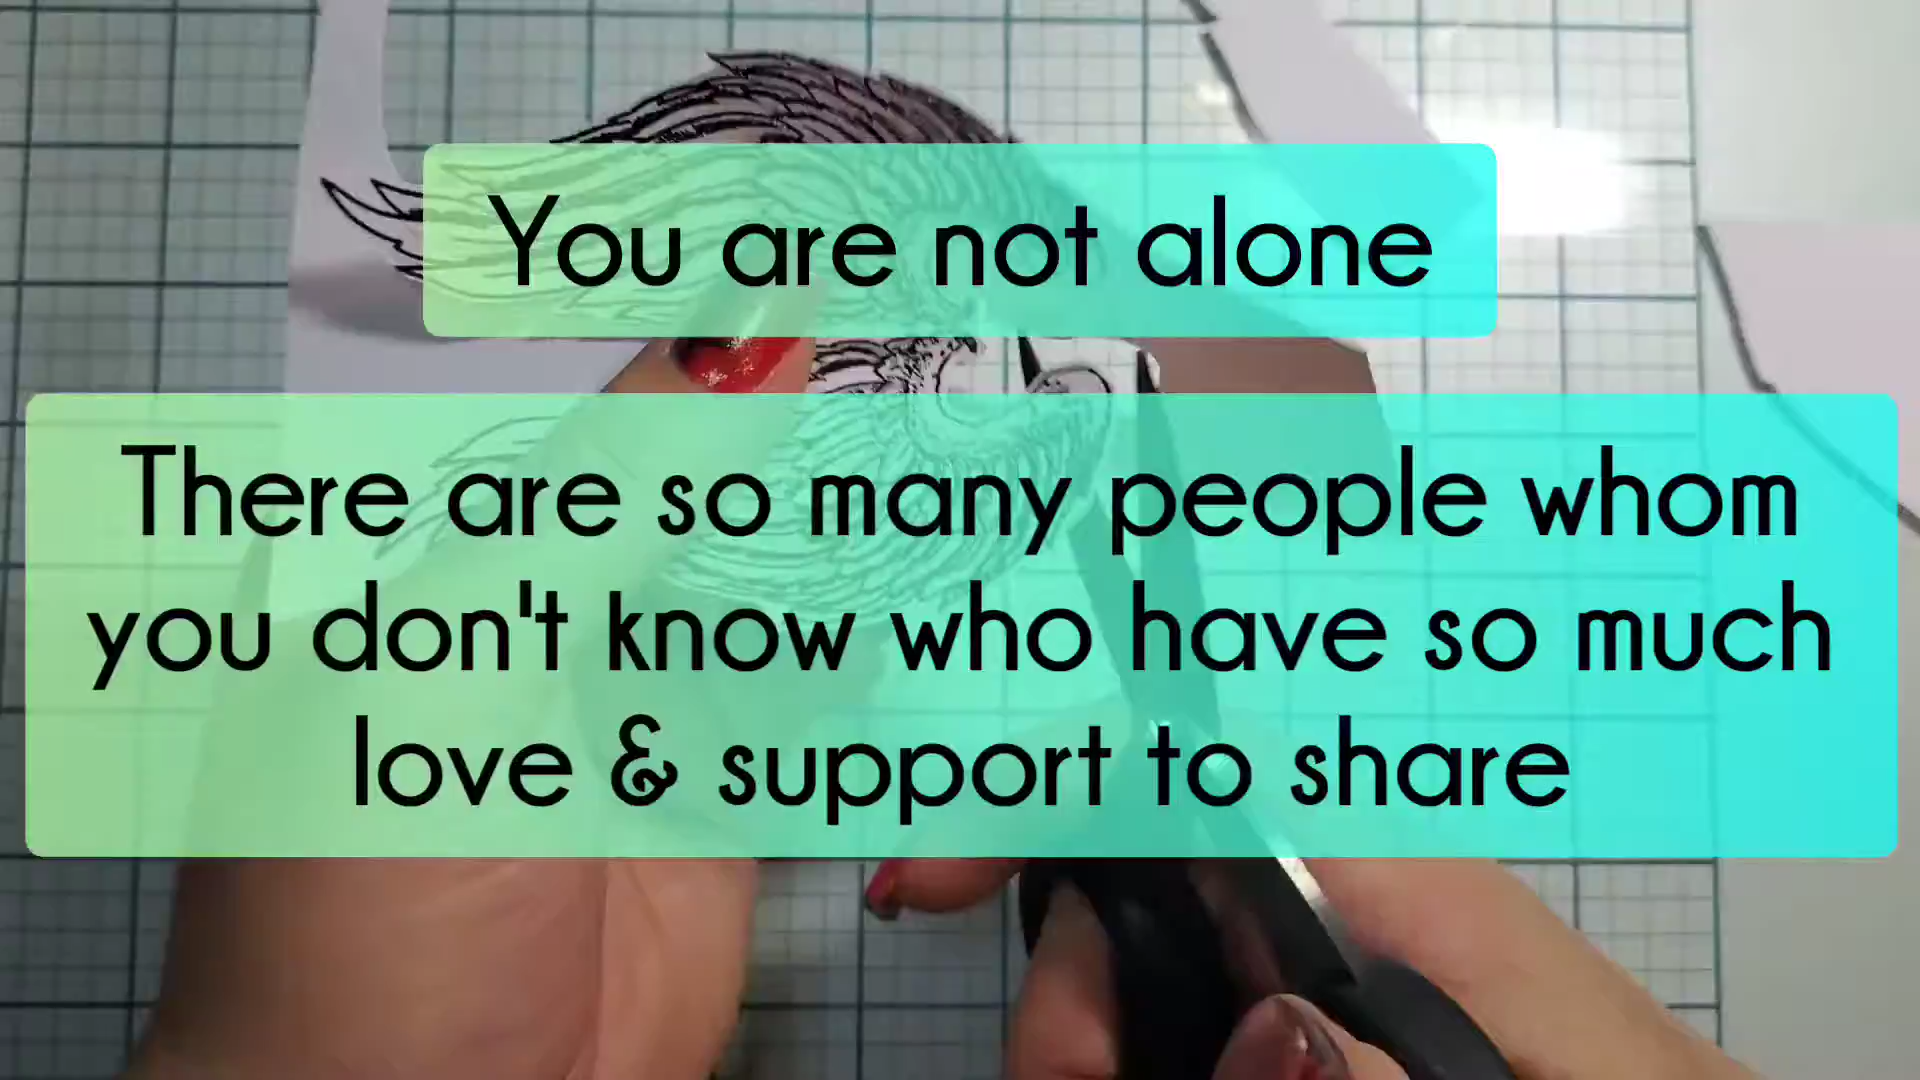 You are not alone
There are so many people whom
you don't know who have so much
love & support to share